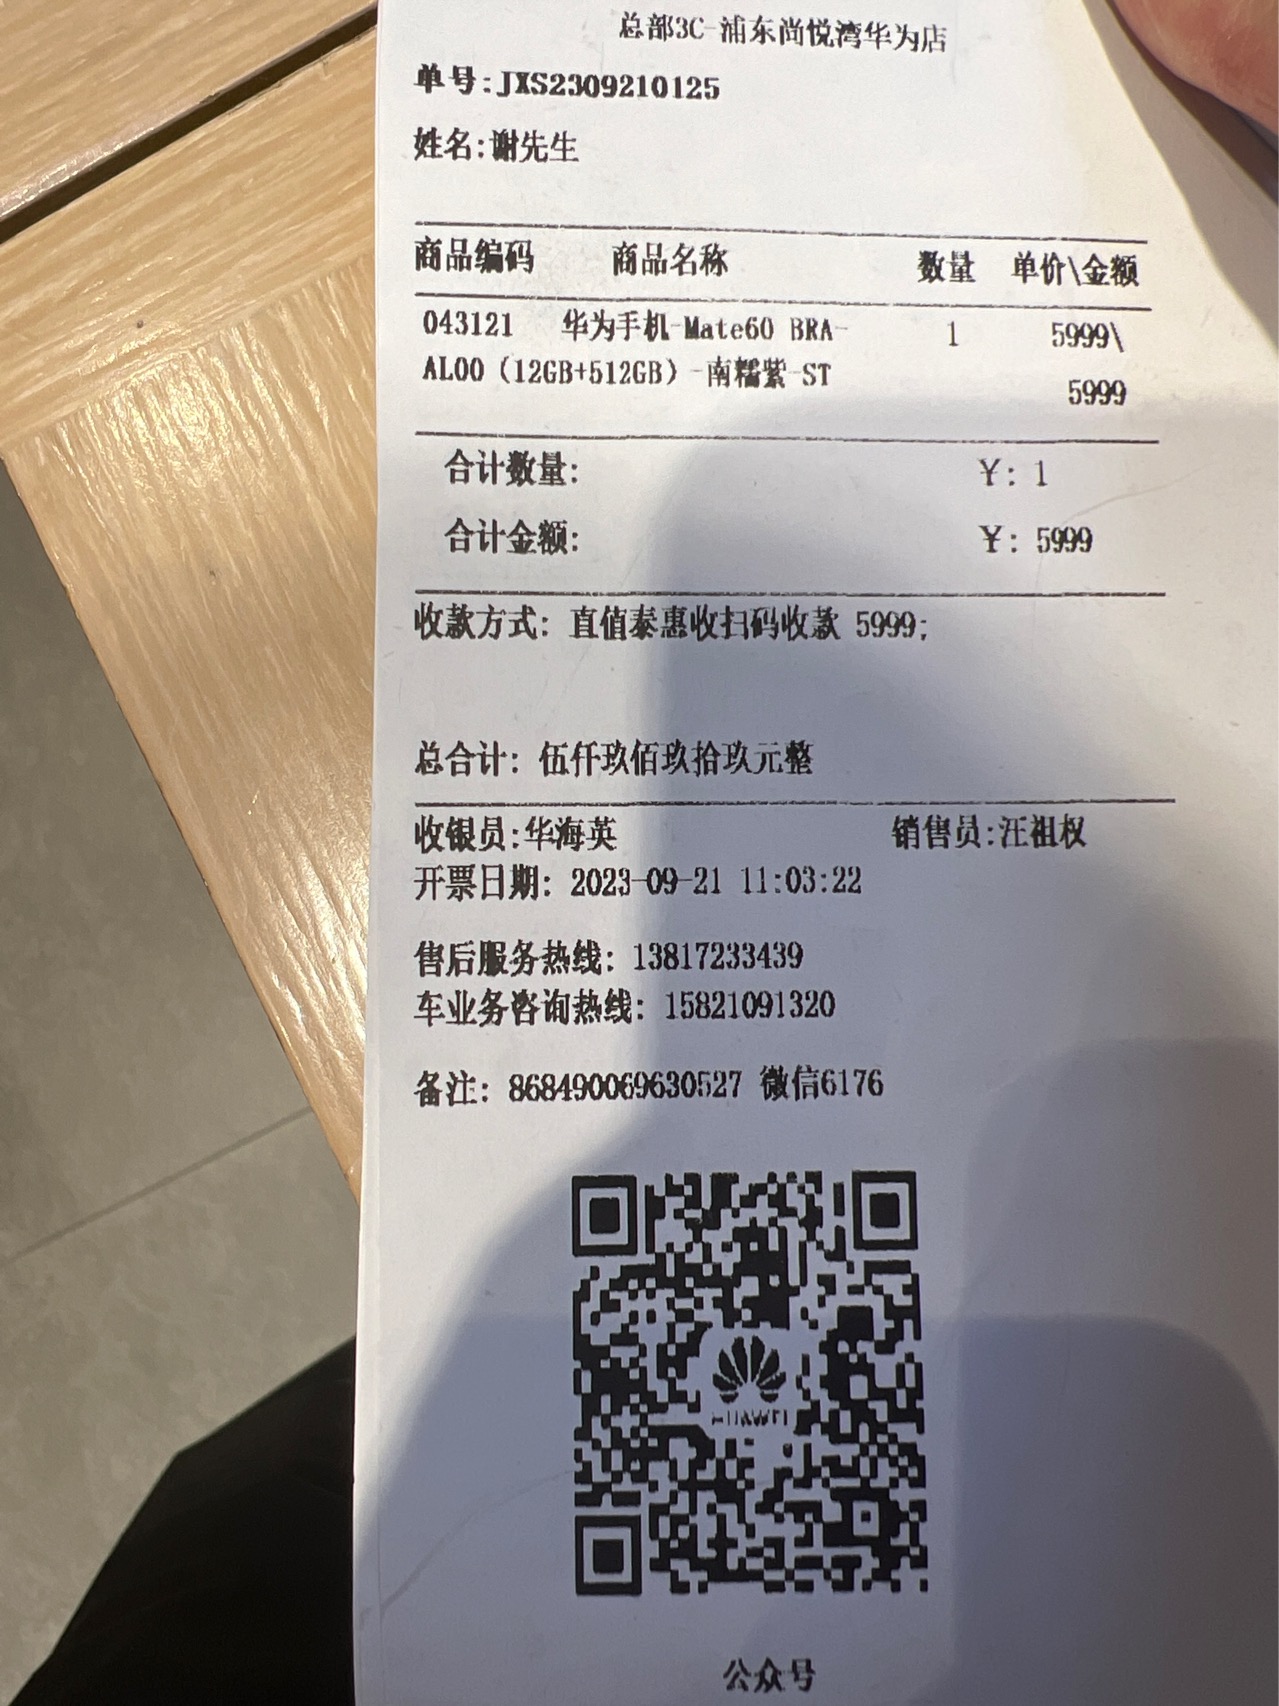 总部3C-浦东尚悦湾华为店
单号:JXS2309210125
姓名:谢先生
商品编码 商品名称 数量 单价\金额
043121 华为手机-Mate60 BRA- 1 5999\
AL00（12GB+512GB）-南糯紫-ST 5999
合计数量: ￥: 1
合计金额: ￥: 5999
收款方式: 直值泰惠收扫码收款 5999;
总合计: 伍仟玖佰玖拾玖元整
收银员:华海英 销售员:汪祖权
开票日期: 2023-09-21 11:03:22
售后服务热线: 13817233439
车业务咨询热线: 15821091320
备注: 868490069630527 微信6176
HUAWEI
公众号